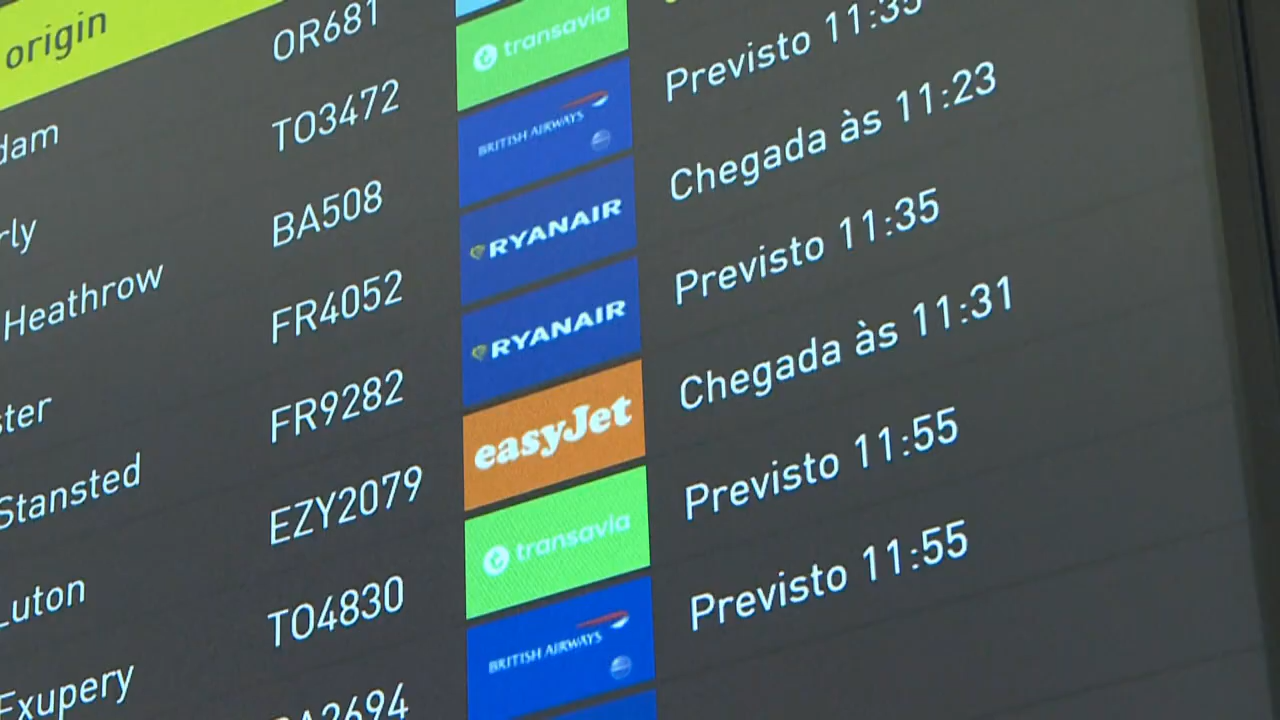 origin
dam OR681
rly TO3472 transavia
Heathrow BA508 BRITISH AIRWAYS Previsto 11:35
ster FR4052 RYANAIR Chegada às 11:23
Stansted FR9282 RYANAIR Previsto 11:35
Luton EZY2079 easyJet Chegada às 11:31
Exupery TO4830 transavia Previsto 11:55
BA2694 BRITISH AIRWAYS Previsto 11:55